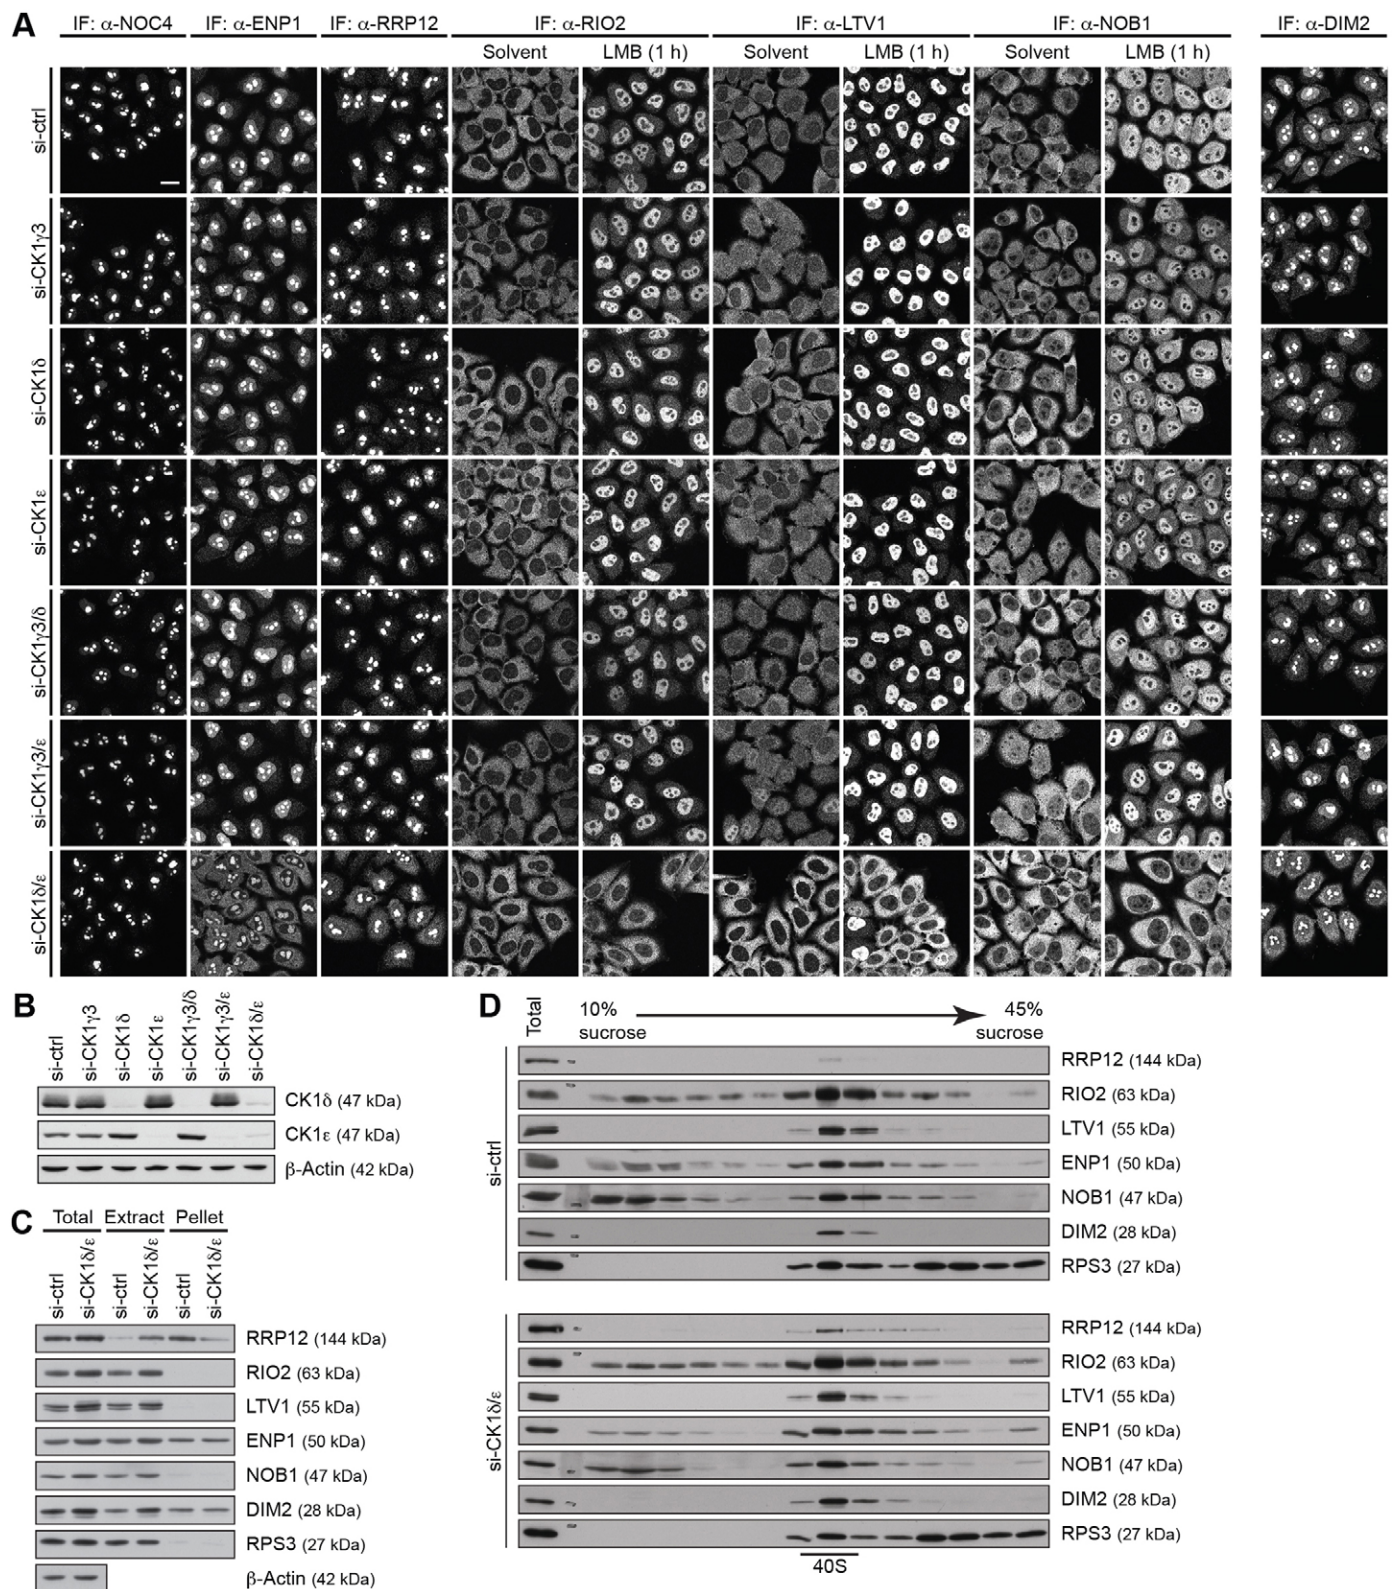 A
IF: α-NOC4 IF: α-ENP1 IF: α-RRP12 IF: α-RIO2 IF: α-LTV1 IF: α-NOB1 IF: α-DIM2
Solvent LMB (1 h) Solvent LMB (1 h) Solvent LMB (1 h)
si-ctrl
si-CK1γ3
si-CK1δ
si-CK1ε
si-CK1γ3/δ
si-CK1γ3/ε
si-CK1δ/ε
B
si-ctrl si-CK1γ3 si-CK1δ si-CK1ε si-CK1γ3/δ si-CK1γ3/ε si-CK1δ/ε
CK1δ (47 kDa)
CK1ε (47 kDa)
β-Actin (42 kDa)
C
Total Extract Pellet
si-ctrl si-CK1δ/ε si-ctrl si-CK1δ/ε si-ctrl si-CK1δ/ε
RRP12 (144 kDa)
RIO2 (63 kDa)
LTV1 (55 kDa)
ENP1 (50 kDa)
NOB1 (47 kDa)
DIM2 (28 kDa)
RPS3 (27 kDa)
β-Actin (42 kDa)
D
Total
10% 45%
sucrose sucrose
si-ctrl
RRP12 (144 kDa)
RIO2 (63 kDa)
LTV1 (55 kDa)
ENP1 (50 kDa)
NOB1 (47 kDa)
DIM2 (28 kDa)
RPS3 (27 kDa)
si-CK1δ/ε
RRP12 (144 kDa)
RIO2 (63 kDa)
LTV1 (55 kDa)
ENP1 (50 kDa)
NOB1 (47 kDa)
DIM2 (28 kDa)
RPS3 (27 kDa)
40S